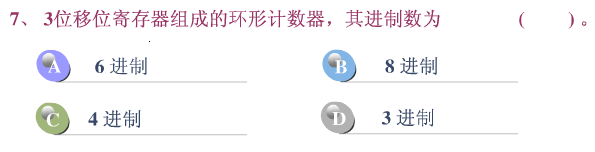 7、 3位移位寄存器组成的环形计数器，其进制数为 （ ）。
A 6 进制
B 8 进制
C 4 进制
D 3 进制